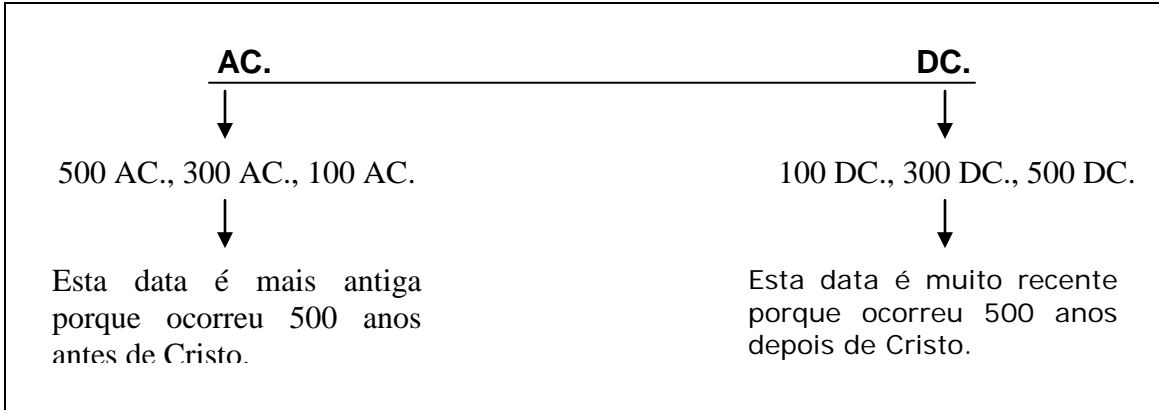 AC. DC.
500 AC., 300 AC., 100 AC. 100 DC., 300 DC., 500 DC.
Esta data é mais antiga
porque ocorreu 500 anos
antes de Cristo.
Esta data é muito recente
porque ocorreu 500 anos
depois de Cristo.